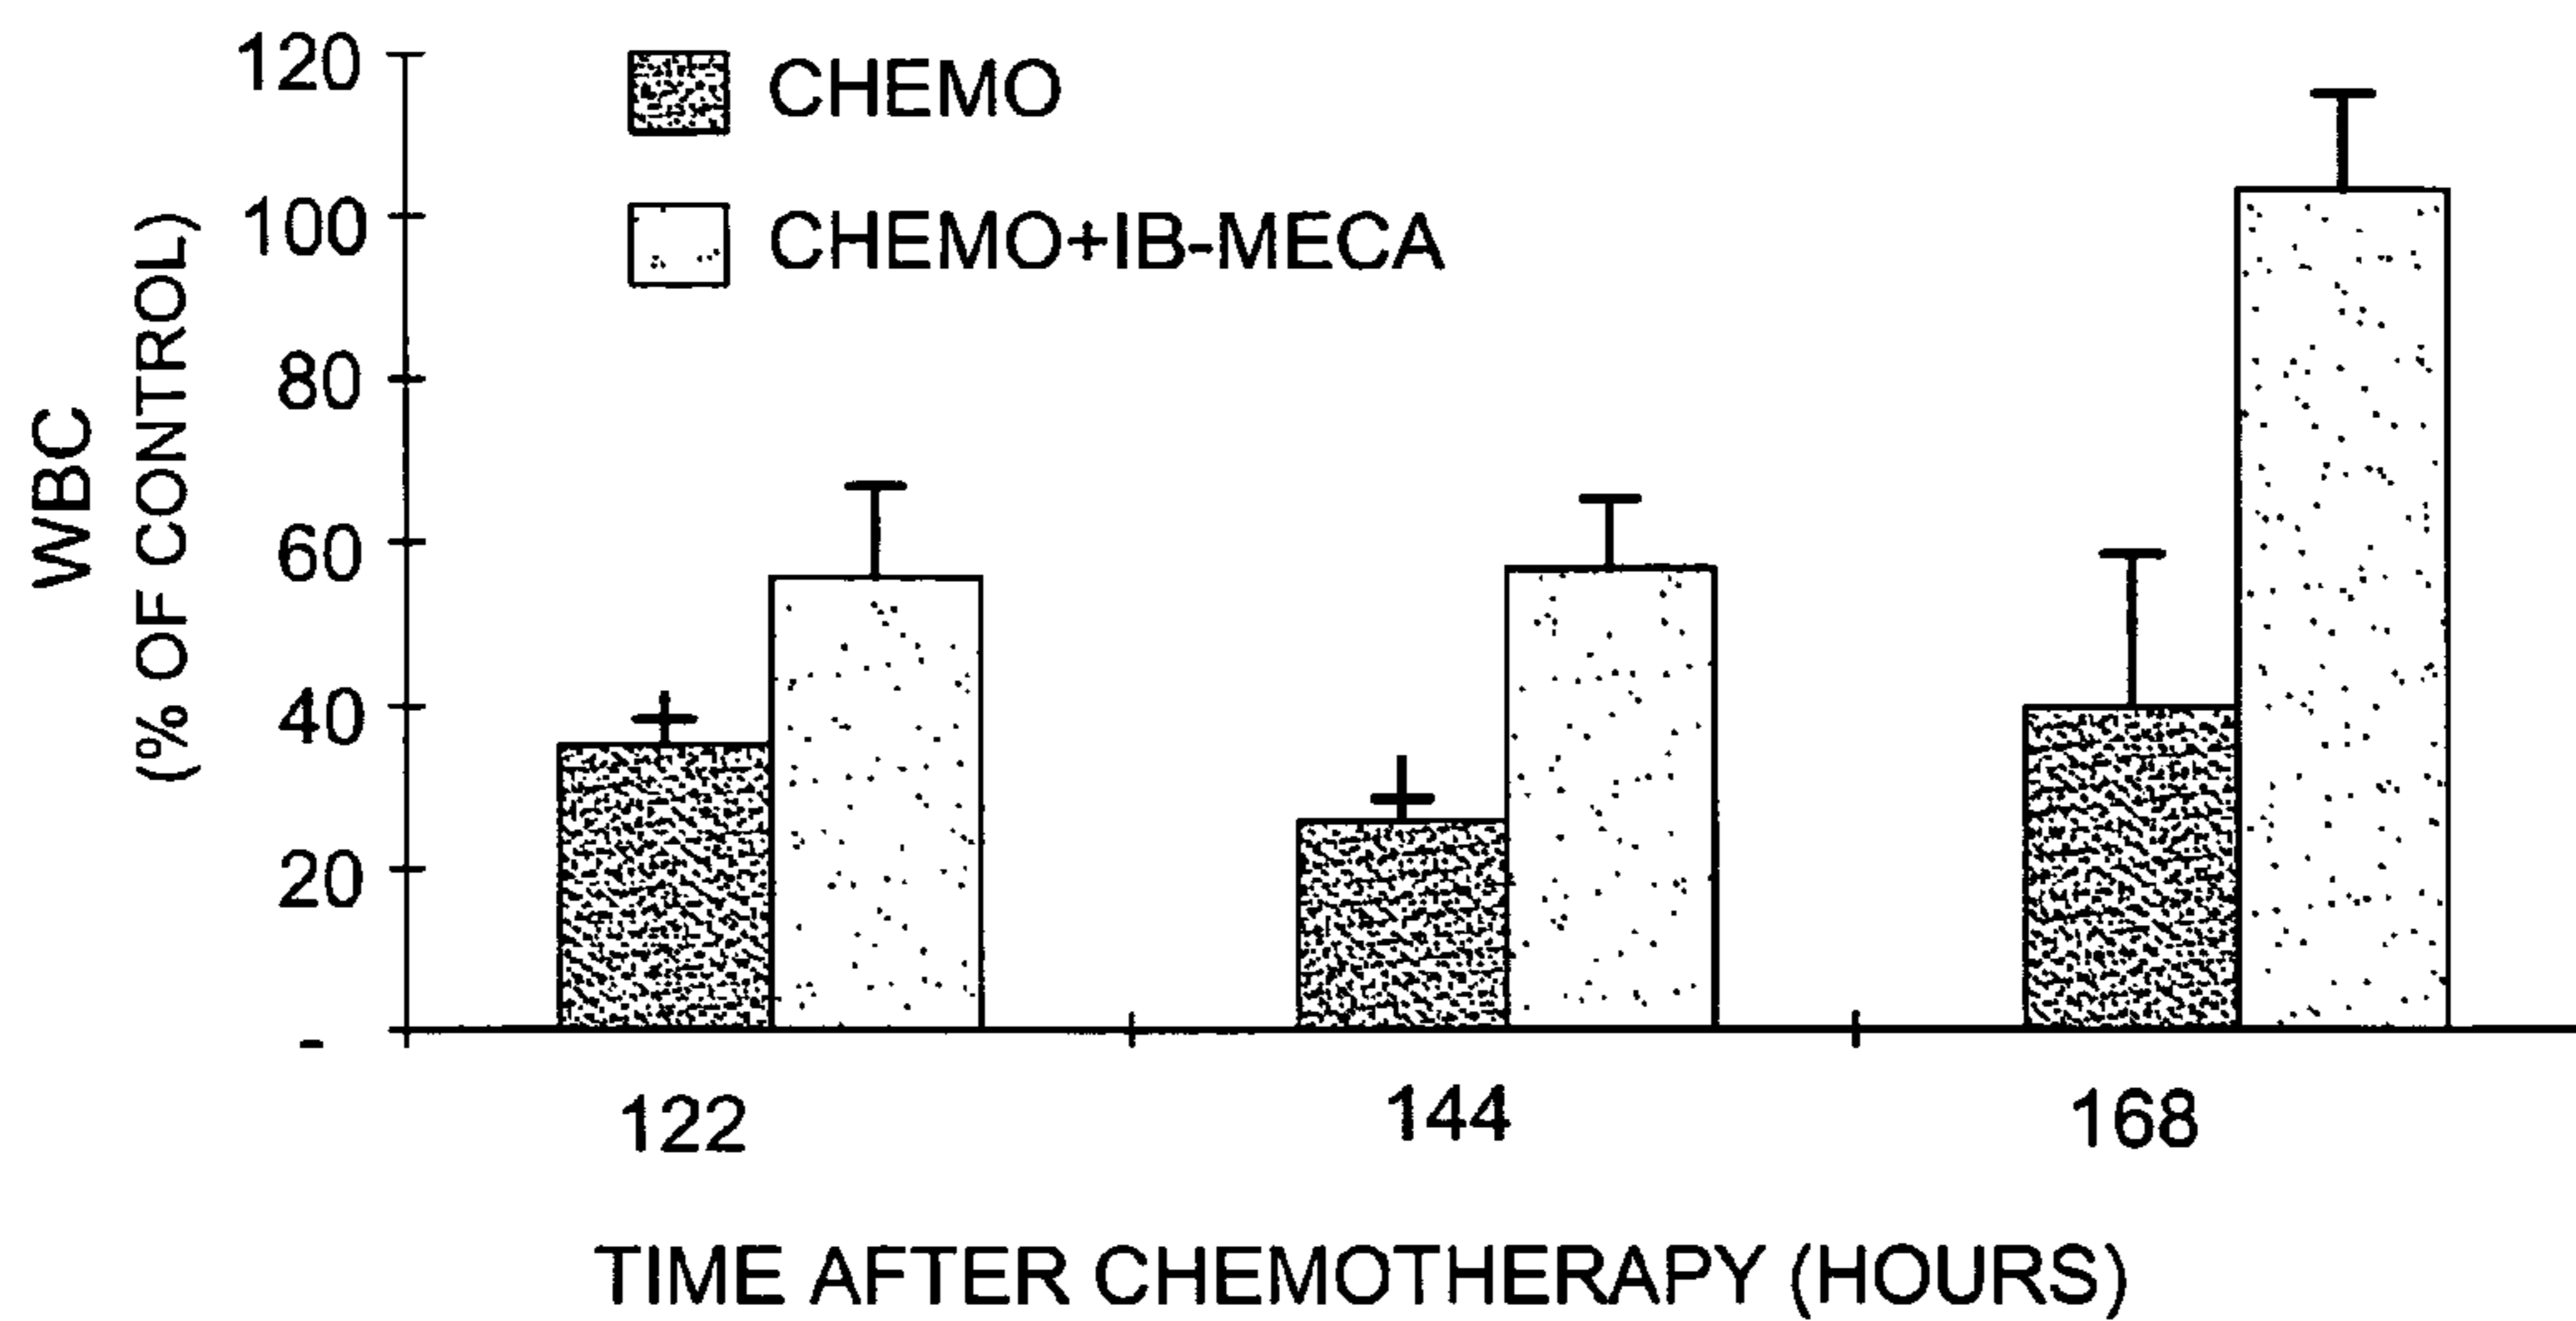 120
100
80
60
40
20
-
WBC
(% OF CONTROL)
CHEMO
CHEMO+IB-MECA
122
144
168
TIME AFTER CHEMOTHERAPY (HOURS)